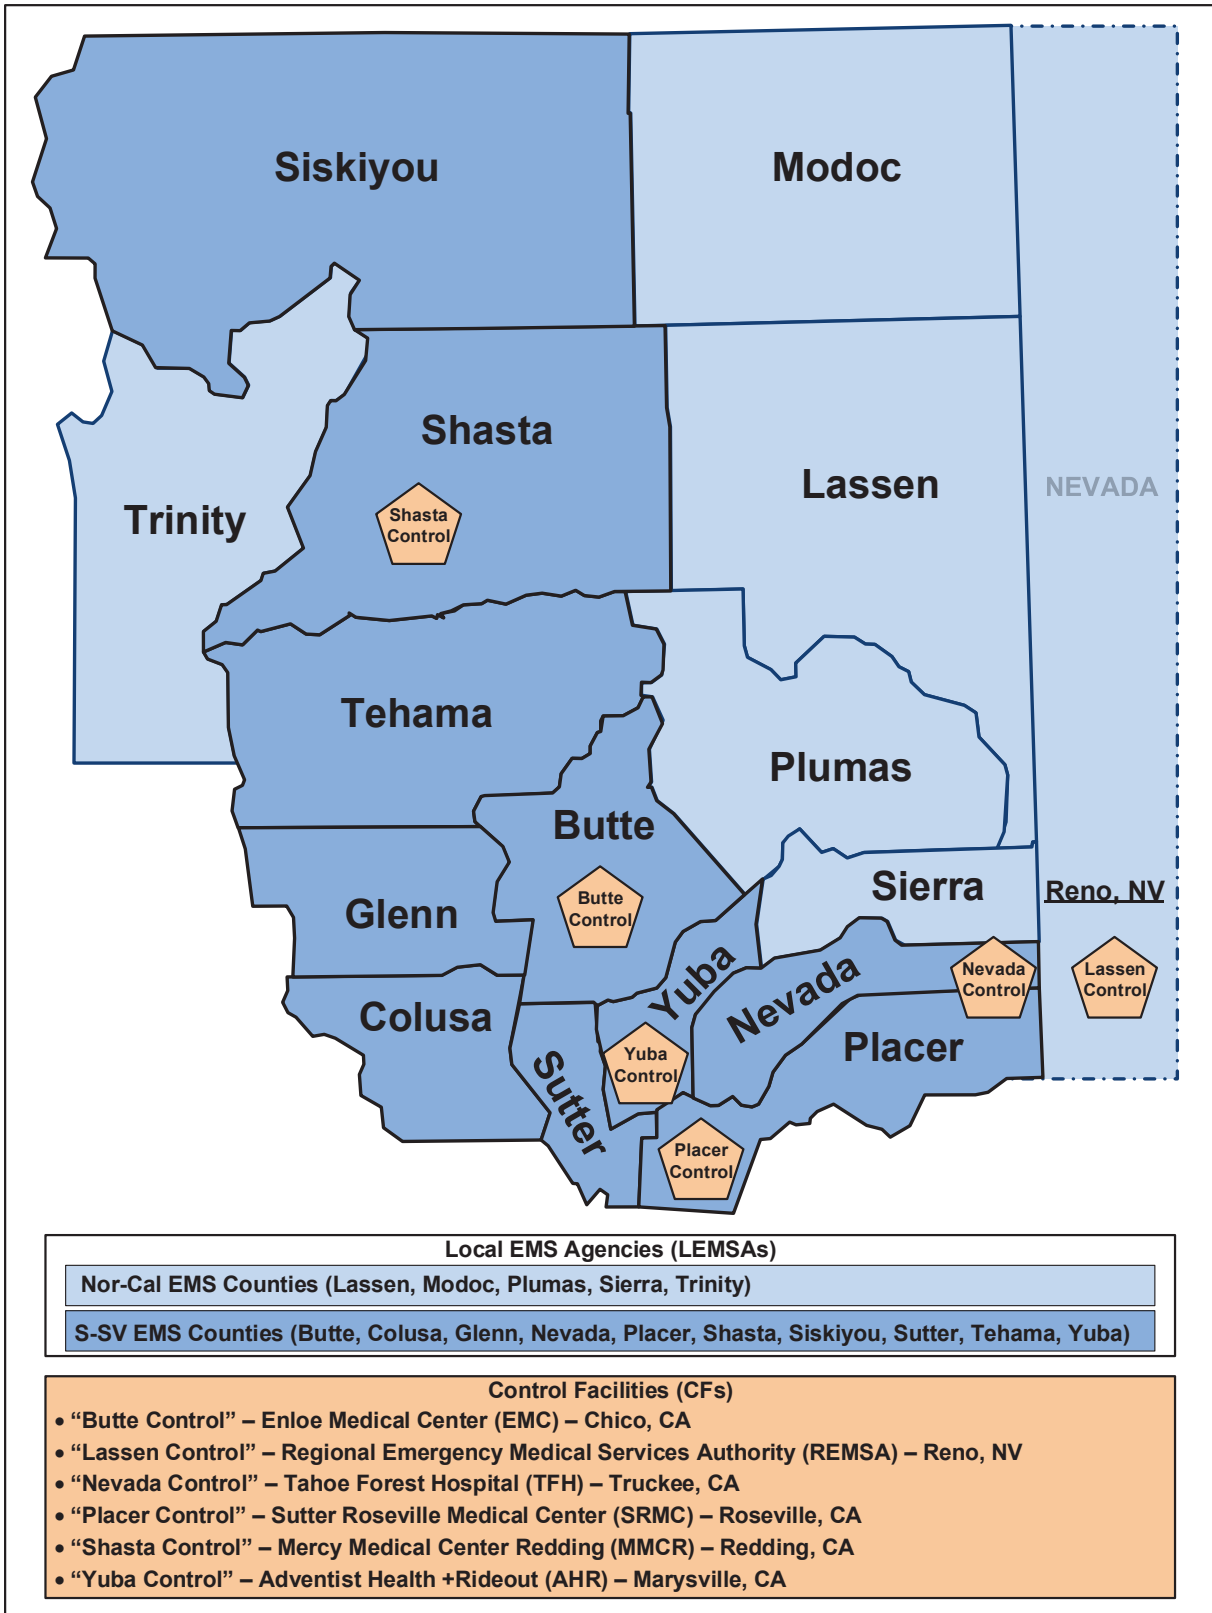 Siskiyou
Modoc
Shasta
Lassen
NEVADA
Trinity
Shasta
Control
Tehama
Plumas
Butte
Sierra
Reno, NV
Glenn
Butte
Control
Yuba
Nevada
Nevada
Control
Lassen
Control
Colusa
Placer
Sutter
Yuba
Control
Placer
Control
Local EMS Agencies (LEMSAs)
Nor-Cal EMS Counties (Lassen, Modoc, Plumas, Sierra, Trinity)
S-SV EMS Counties (Butte, Colusa, Glenn, Nevada, Placer, Shasta, Siskiyou, Sutter, Tehama, Yuba)
Control Facilities (CFs)
• “Butte Control” – Enloe Medical Center (EMC) – Chico, CA
• “Lassen Control” – Regional Emergency Medical Services Authority (REMSA) – Reno, NV
• “Nevada Control” – Tahoe Forest Hospital (TFH) – Truckee, CA
• “Placer Control” – Sutter Roseville Medical Center (SRMC) – Roseville, CA
• “Shasta Control” – Mercy Medical Center Redding (MMCR) – Redding, CA
• “Yuba Control” – Adventist Health +Rideout (AHR) – Marysville, CA